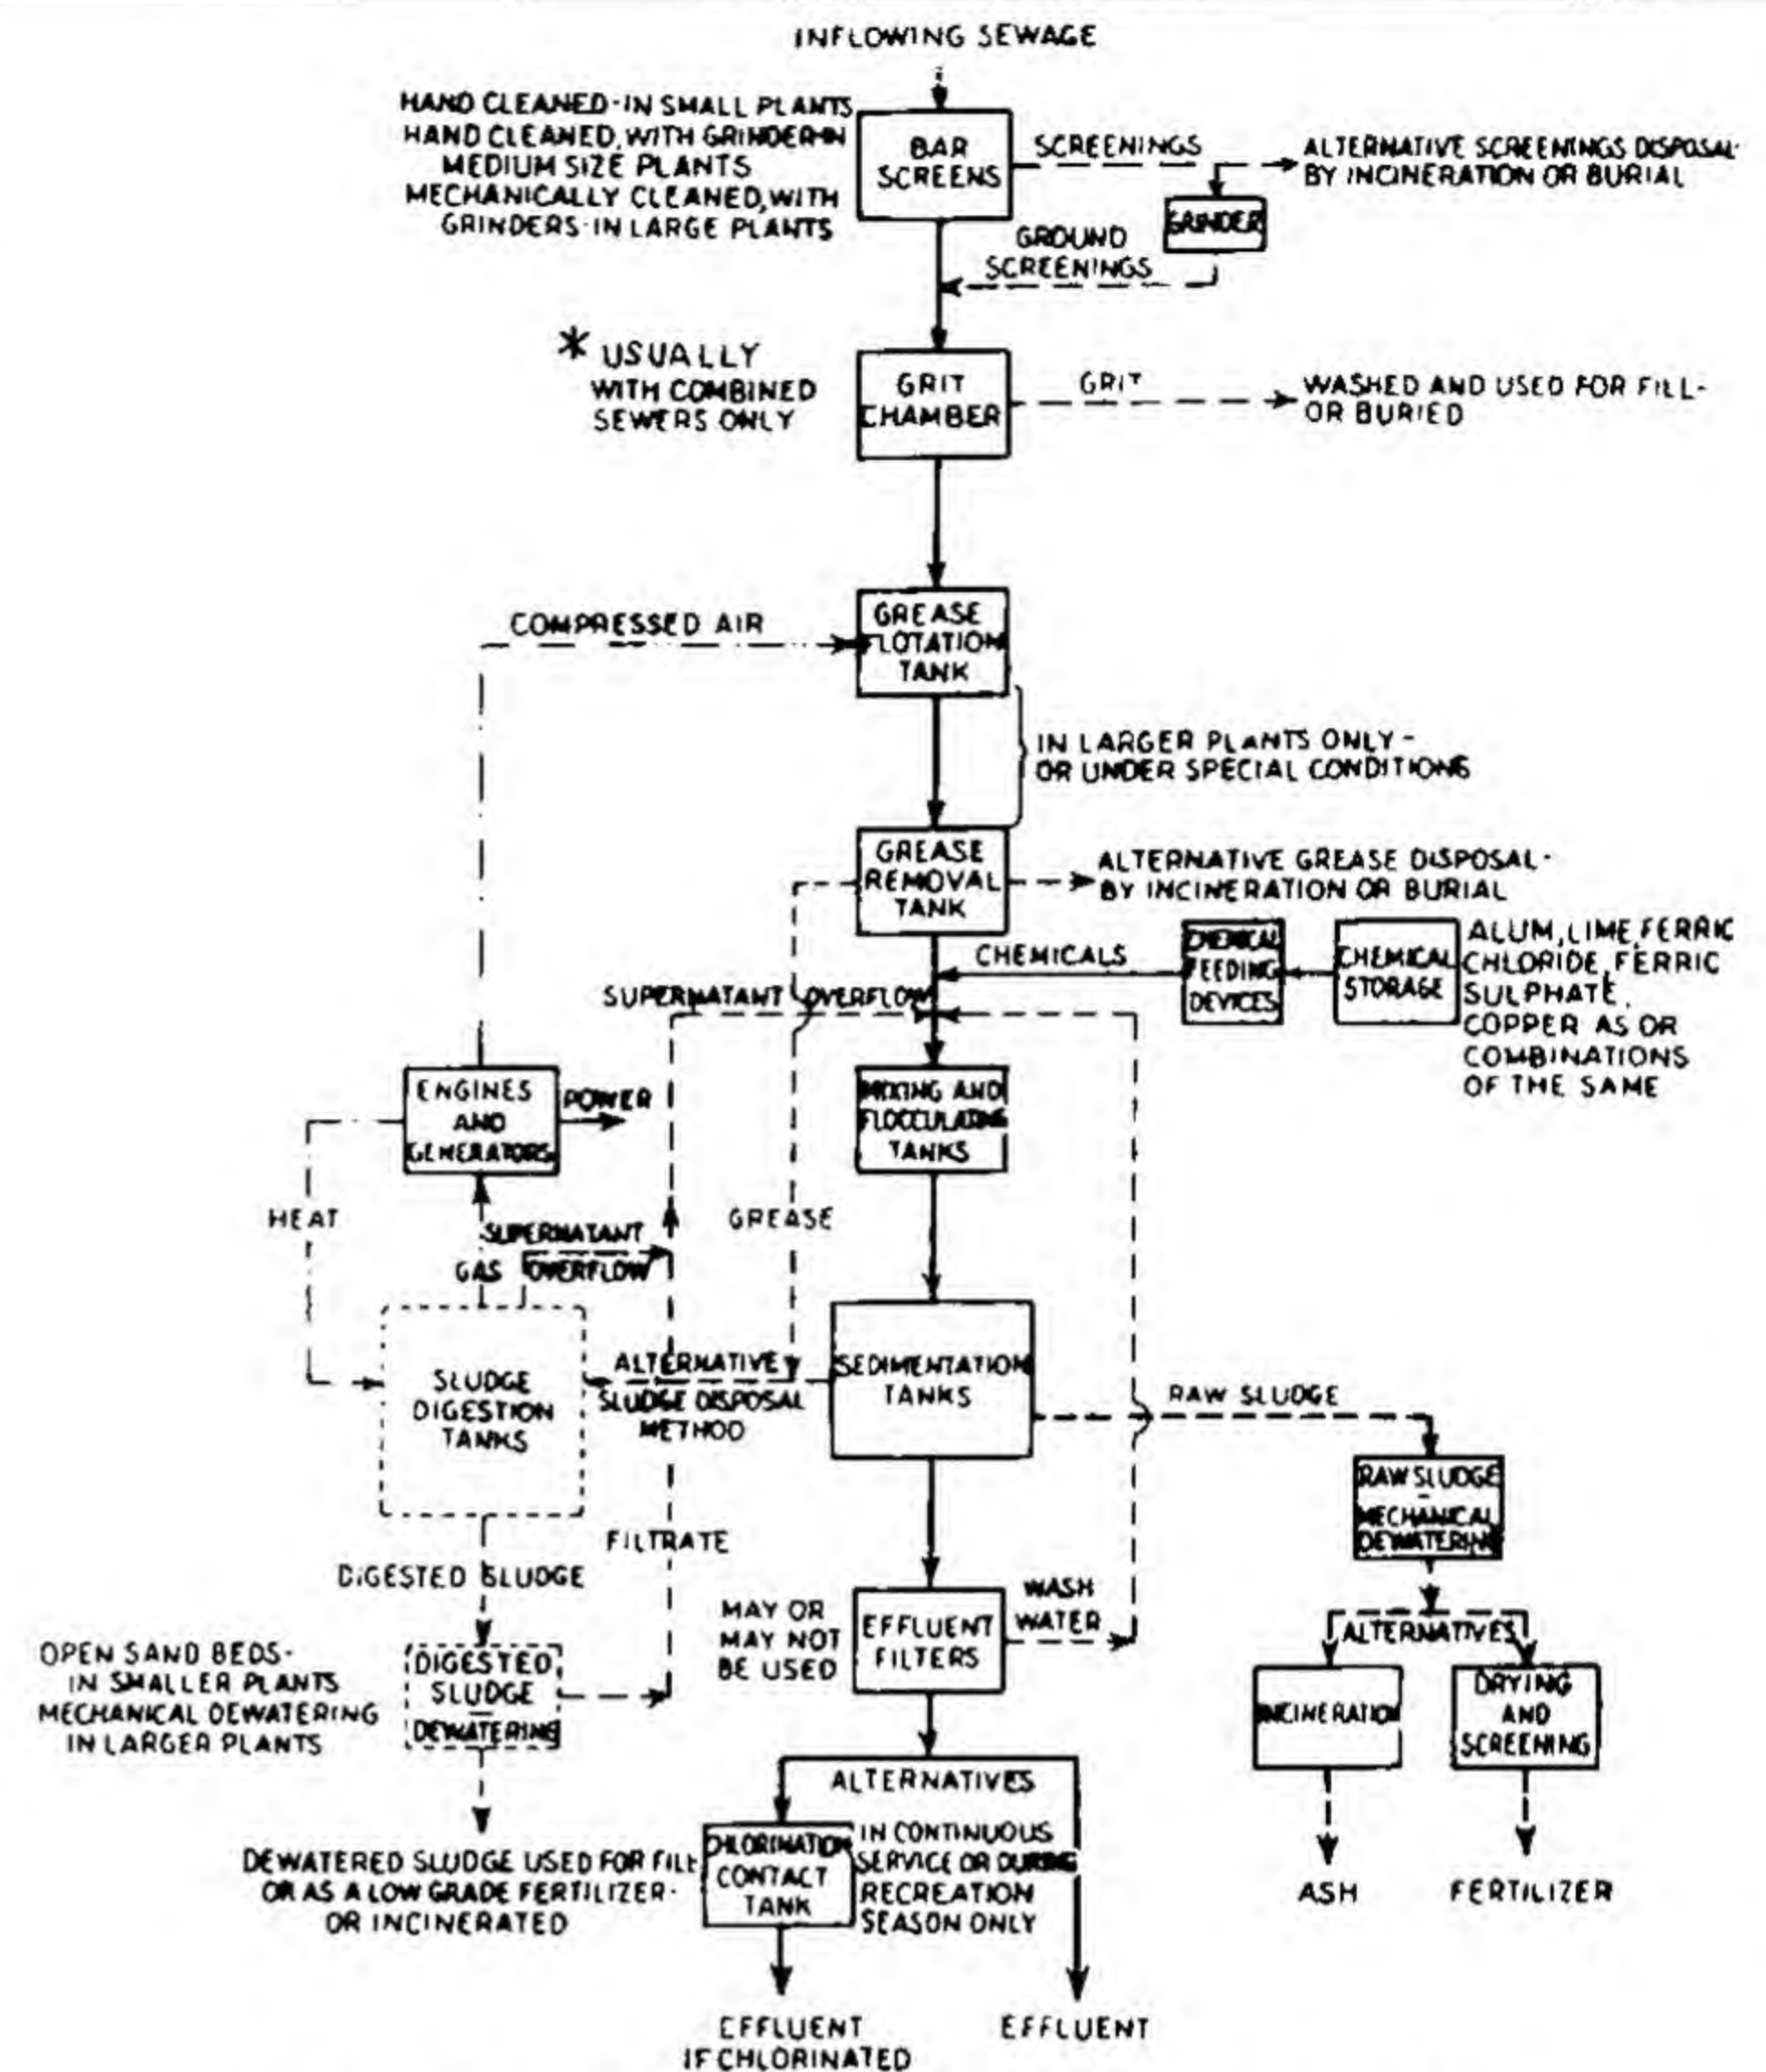 INFLOWING SEWAGE
HAND CLEANED-IN SMALL PLANTS
HAND CLEANED, WITH GRINDER-IN
MEDIUM SIZE PLANTS
MECHANICALLY CLEANED, WITH
GRINDERS-IN LARGE PLANTS
BAR
SCREENS
SCREENINGS
ALTERNATIVE SCREENINGS DISPOSAL-
BY INCINERATION OR BURIAL
GRINDER
GROUND
SCREENINGS
* USUALLY
WITH COMBINED
SEWERS ONLY
GRIT
CHAMBER
GRIT
WASHED AND USED FOR FILL-
OR BURIED
COMPRESSED AIR
GREASE
FLOTATION
TANK
IN LARGER PLANTS ONLY -
OR UNDER SPECIAL CONDITIONS
GREASE
REMOVAL
TANK
ALTERNATIVE GREASE DISPOSAL-
BY INCINERATION OR BURIAL
CHEMICALS
CHEMICAL
FEEDING
DEVICES
CHEMICAL
STORAGE
ALUM, LIME, FERRIC
CHLORIDE, FERRIC
SULPHATE,
COPPER AS OR
COMBINATIONS
OF THE SAME
SUPERNATANT OVERFLOW
ENGINES
AND
GENERATORS
POWER
MIXING AND
FLOCCULATING
TANKS
HEAT
SUPERNATANT
OVERFLOW
GAS
GREASE
SLUDGE
DIGESTION
TANKS
ALTERNATIVE
SLUDGE DISPOSAL
METHOD
SEDIMENTATION
TANKS
RAW SLUDGE
RAW SLUDGE
-
MECHANICAL
DEWATERING
FILTRATE
DIGESTED SLUDGE
OPEN SAND BEDS-
IN SMALLER PLANTS
MECHANICAL DEWATERING
IN LARGER PLANTS
DIGESTED
SLUDGE
-
DEWATERING
MAY OR
MAY NOT
BE USED
EFFLUENT
FILTERS
WASH
WATER
ALTERNATIVES
INCINERATION
DRYING
AND
SCREENING
ALTERNATIVES
DEWATERED SLUDGE USED FOR FILL
OR AS A LOW GRADE FERTILIZER-
OR INCINERATED
CHLORINATION
CONTACT
TANK
IN CONTINUOUS
SERVICE OR DURING
RECREATION
SEASON ONLY
ASH
FERTILIZER
EFFLUENT
IF CHLORINATED
EFFLUENT